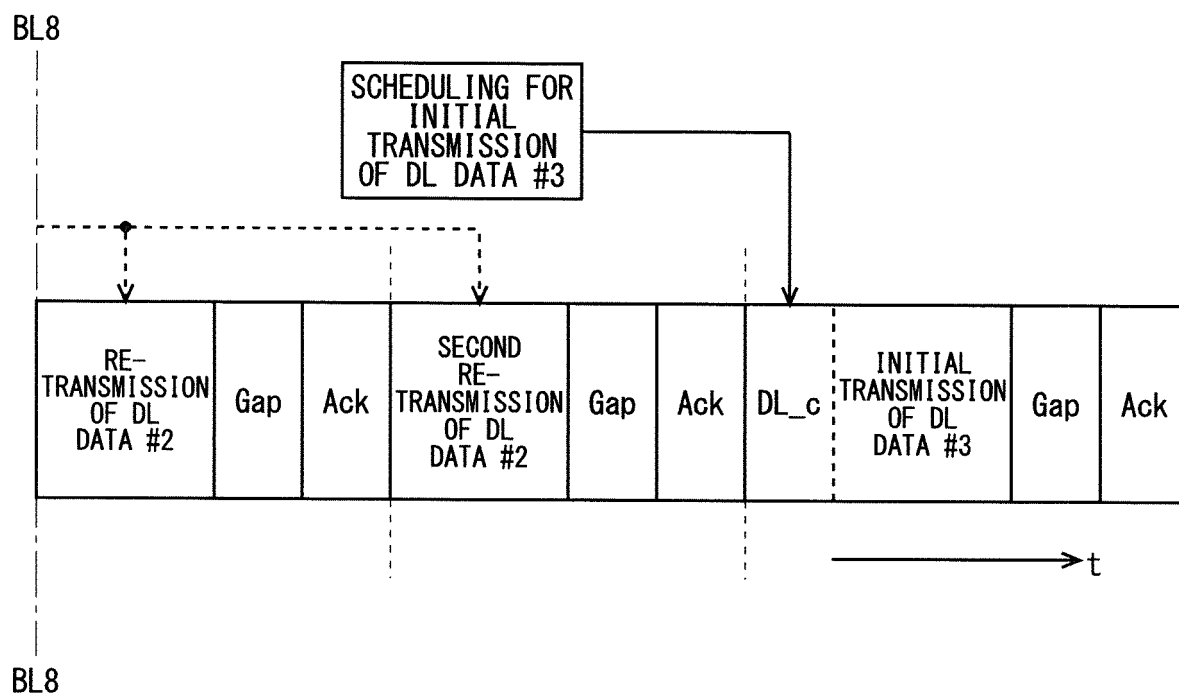 BL8
SCHEDULING FOR
INITIAL
TRANSMISSION
OF DL DATA #3
RE-
TRANSMISSION
OF DL
DATA #2
Gap
Ack
SECOND
RE-
TRANSMISSION
OF DL
DATA #2
Gap
Ack
DL_c
INITIAL
TRANSMISSION
OF DL
DATA #3
Gap
Ack
t
BL8